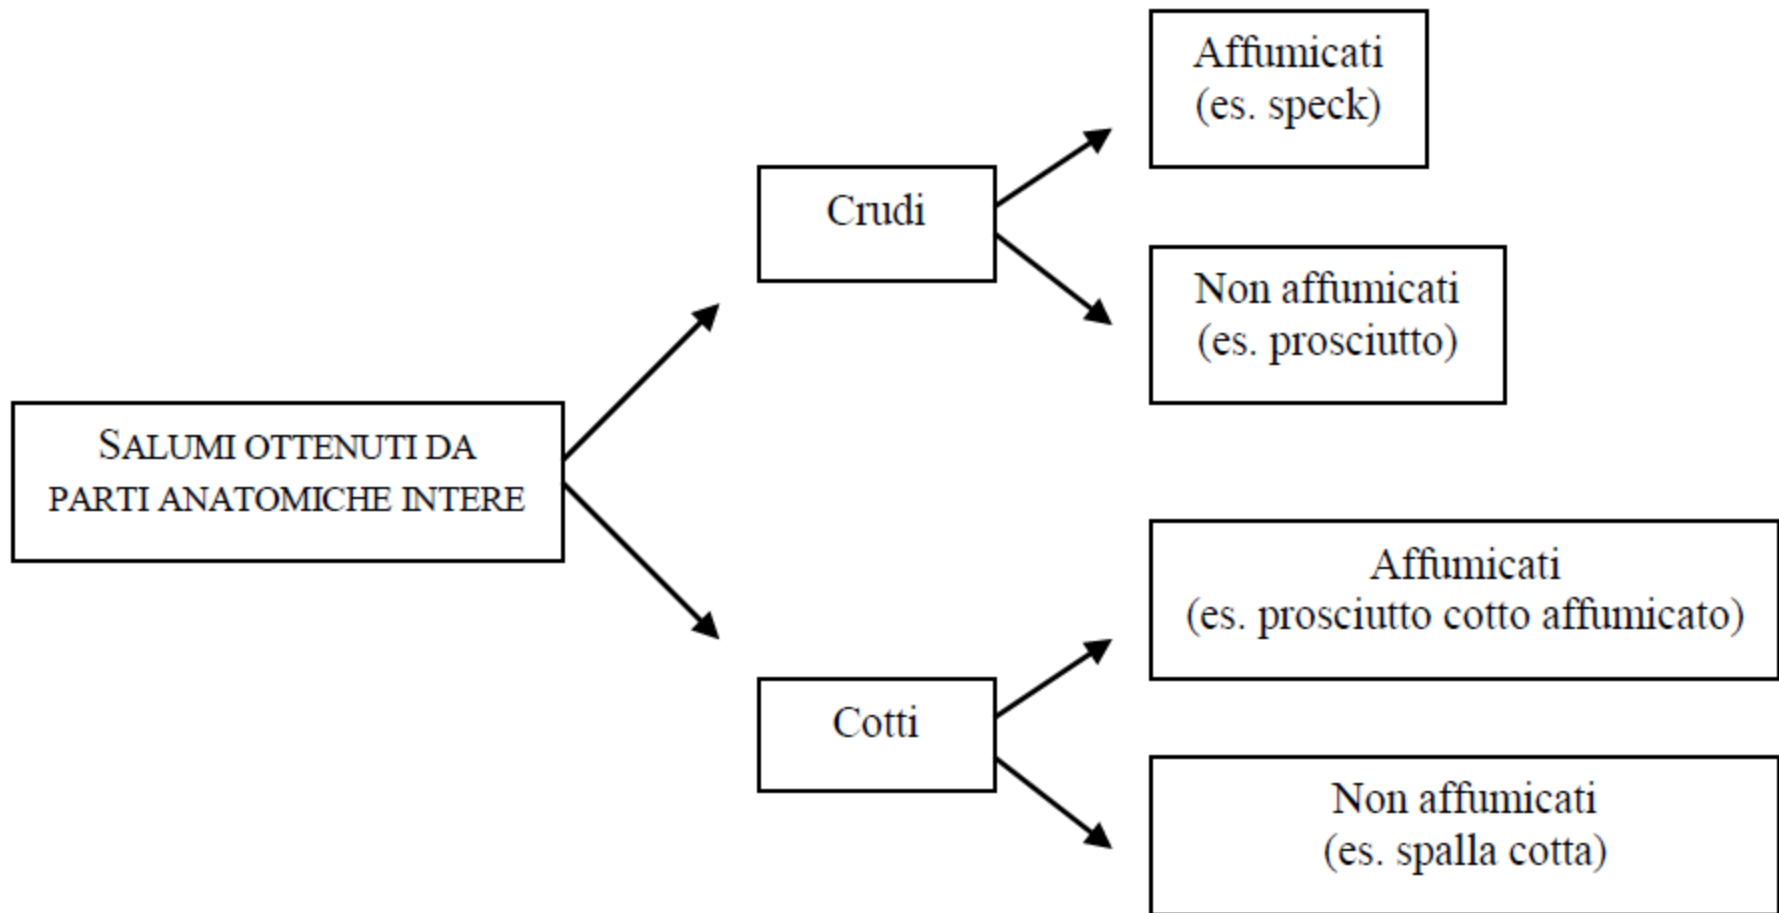 SALUMI OTTENUTI DA
PARTI ANATOMICHE INTERE
Crudi
Affumicati
(es. speck)
Non affumicati
(es. prosciutto)
Cotti
Affumicati
(es. prosciutto cotto affumicato)
Non affumicati
(es. spalla cotta)